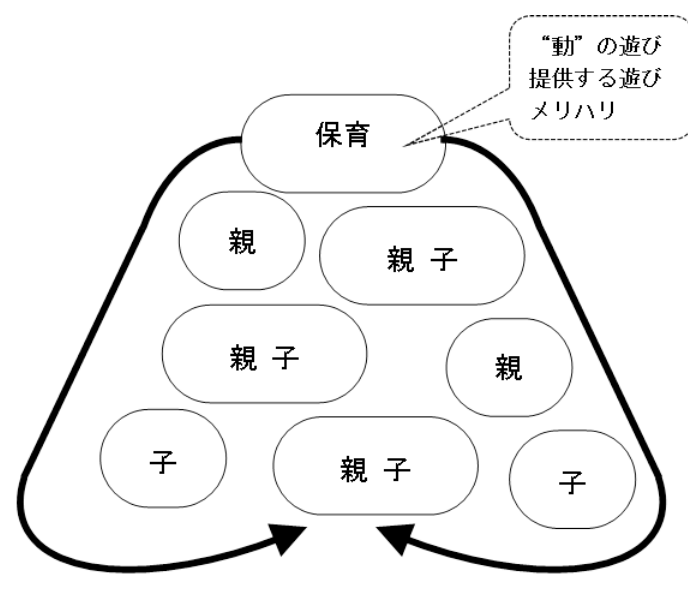 “動”の遊び
提供する遊び
メリハリ
保育
親
親 子
親 子
親
子
親 子
子